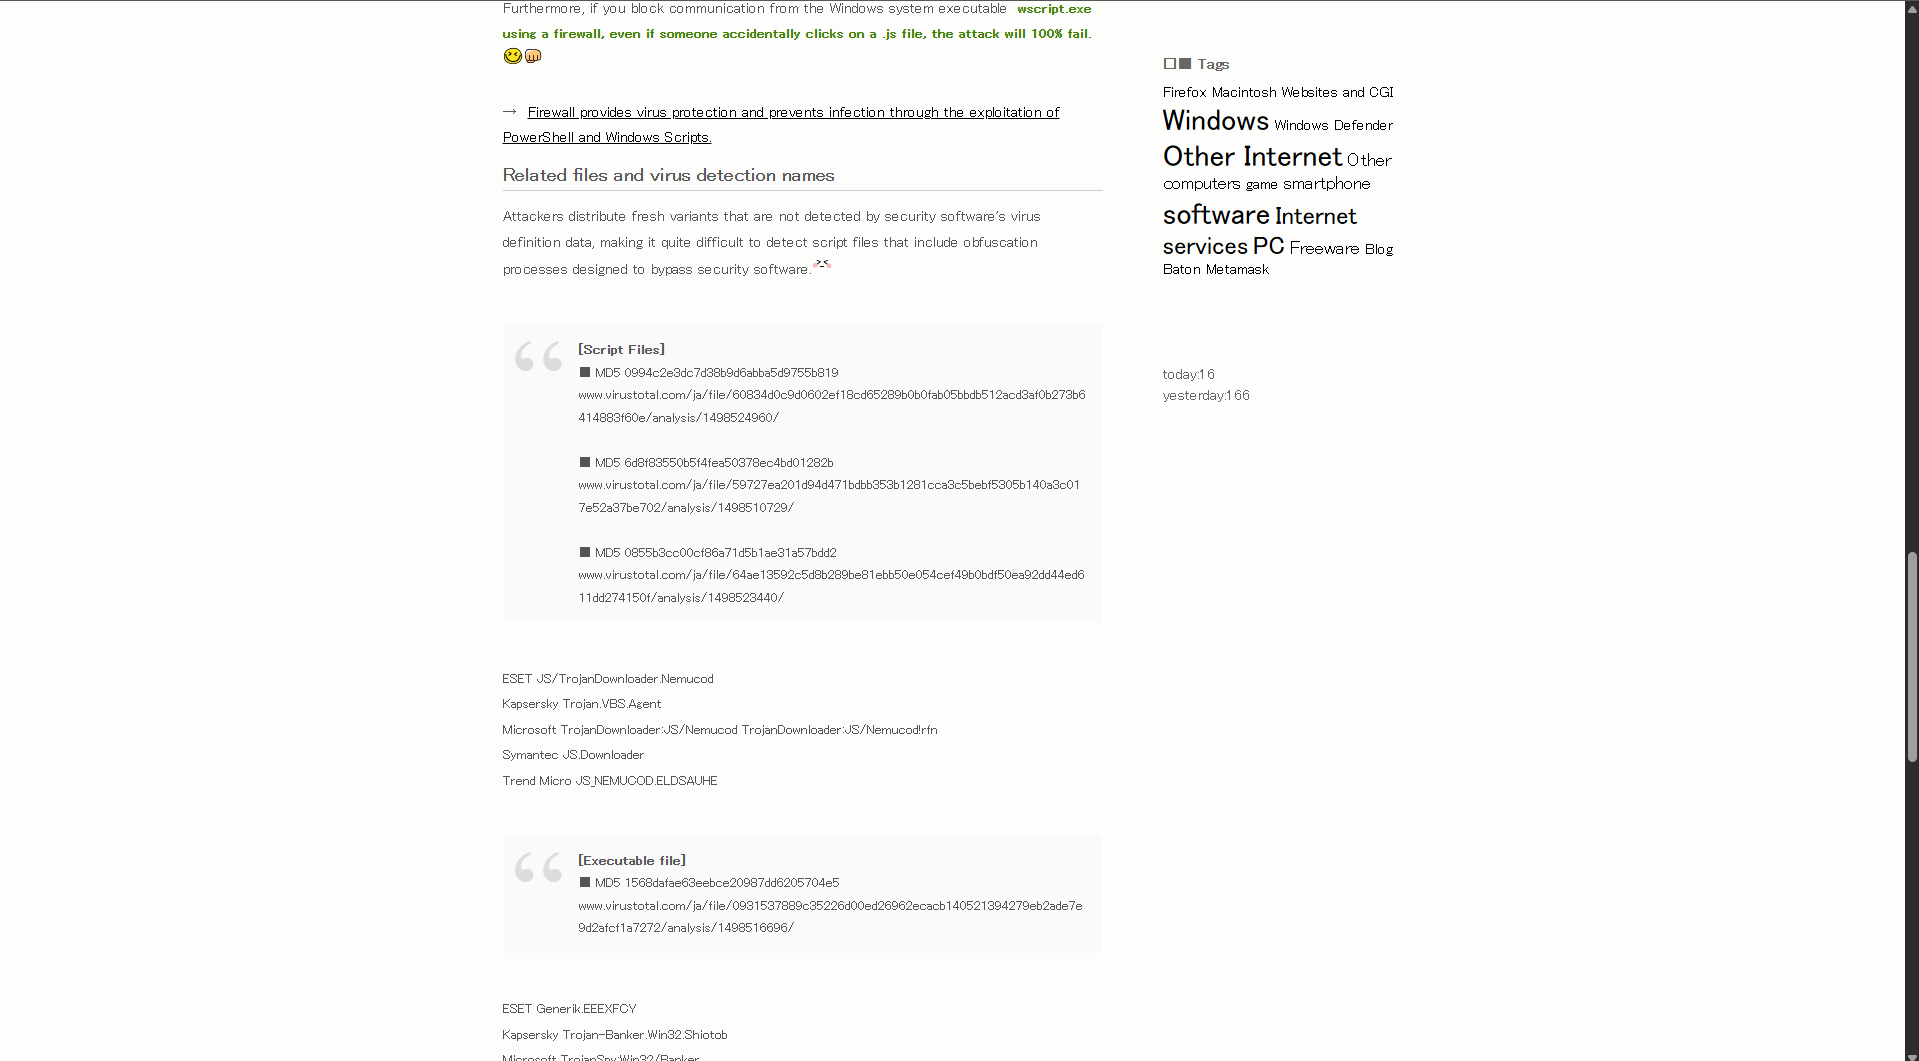 Furthermore, if you block communication from the Windows system executable wscript.exe
using a firewall, even if someone accidentally clicks on a .js file, the attack will 100% fail.
→ Firewall provides virus protection and prevents infection through the exploitation of
PowerShell and Windows Scripts.
Related files and virus detection names
Attackers distribute fresh variants that are not detected by security software's virus
definition data, making it quite difficult to detect script files that include obfuscation
processes designed to bypass security software.
[Script Files]
■ MD5 0994c2e3dc7d38b9d6abba5d9755b819
www.virustotal.com/ja/file/60834d0c9d0602ef18cd65289b0b0fab05bbdb512acd3af0b273b6
414883f60e/analysis/1498524960/
■ MD5 6d8f83550b5f4fea50378ec4bd01282b
www.virustotal.com/ja/file/59727ea201d94d471bdbb353b1281cca3c5bebf5305b140a3c01
7e52a37be702/analysis/1498510729/
■ MD5 0855b3cc00cf86a71d5b1ae31a57bdd2
www.virustotal.com/ja/file/64ae13592c5d8b289be81ebb50e054cef49b0bdf50ea92dd44ed6
11dd274150f/analysis/1498523440/
ESET JS/TrojanDownloader.Nemucod
Kapsersky Trojan.VBS.Agent
Microsoft TrojanDownloader:JS/Nemucod TrojanDownloader:JS/Nemucod!rfn
Symantec JS.Downloader
Trend Micro JS_NEMUCOD.ELDSAUHE
[Executable file]
■ MD5 1568dafae63eebce20987dd6205704e5
www.virustotal.com/ja/file/0931537889c35226d00ed26962ecacb140521394279eb2ade7e
9d2afcf1a7272/analysis/1498516696/
ESET Generik.EEEXFCY
Kapsersky Trojan-Banker.Win32.Shiotob
Microsoft TrojanSpy:Win32/Banker
□■ Tags
Firefox Macintosh Websites and CGI
Windows Windows Defender
Other Internet Other
computers game smartphone
software Internet
services PC Freeware Blog
Baton Metamask
today:16
yesterday:166